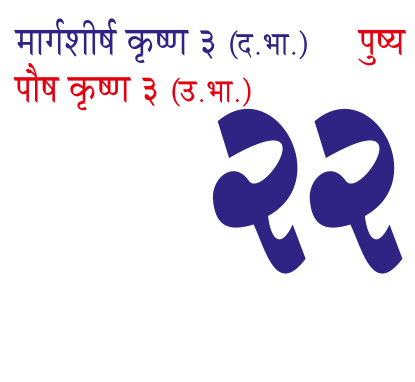 मार्गशीर्ष कृष्ण ३ (द.भा.) पुष्य
पौष कृष्ण ३ (उ.भा.)
२२